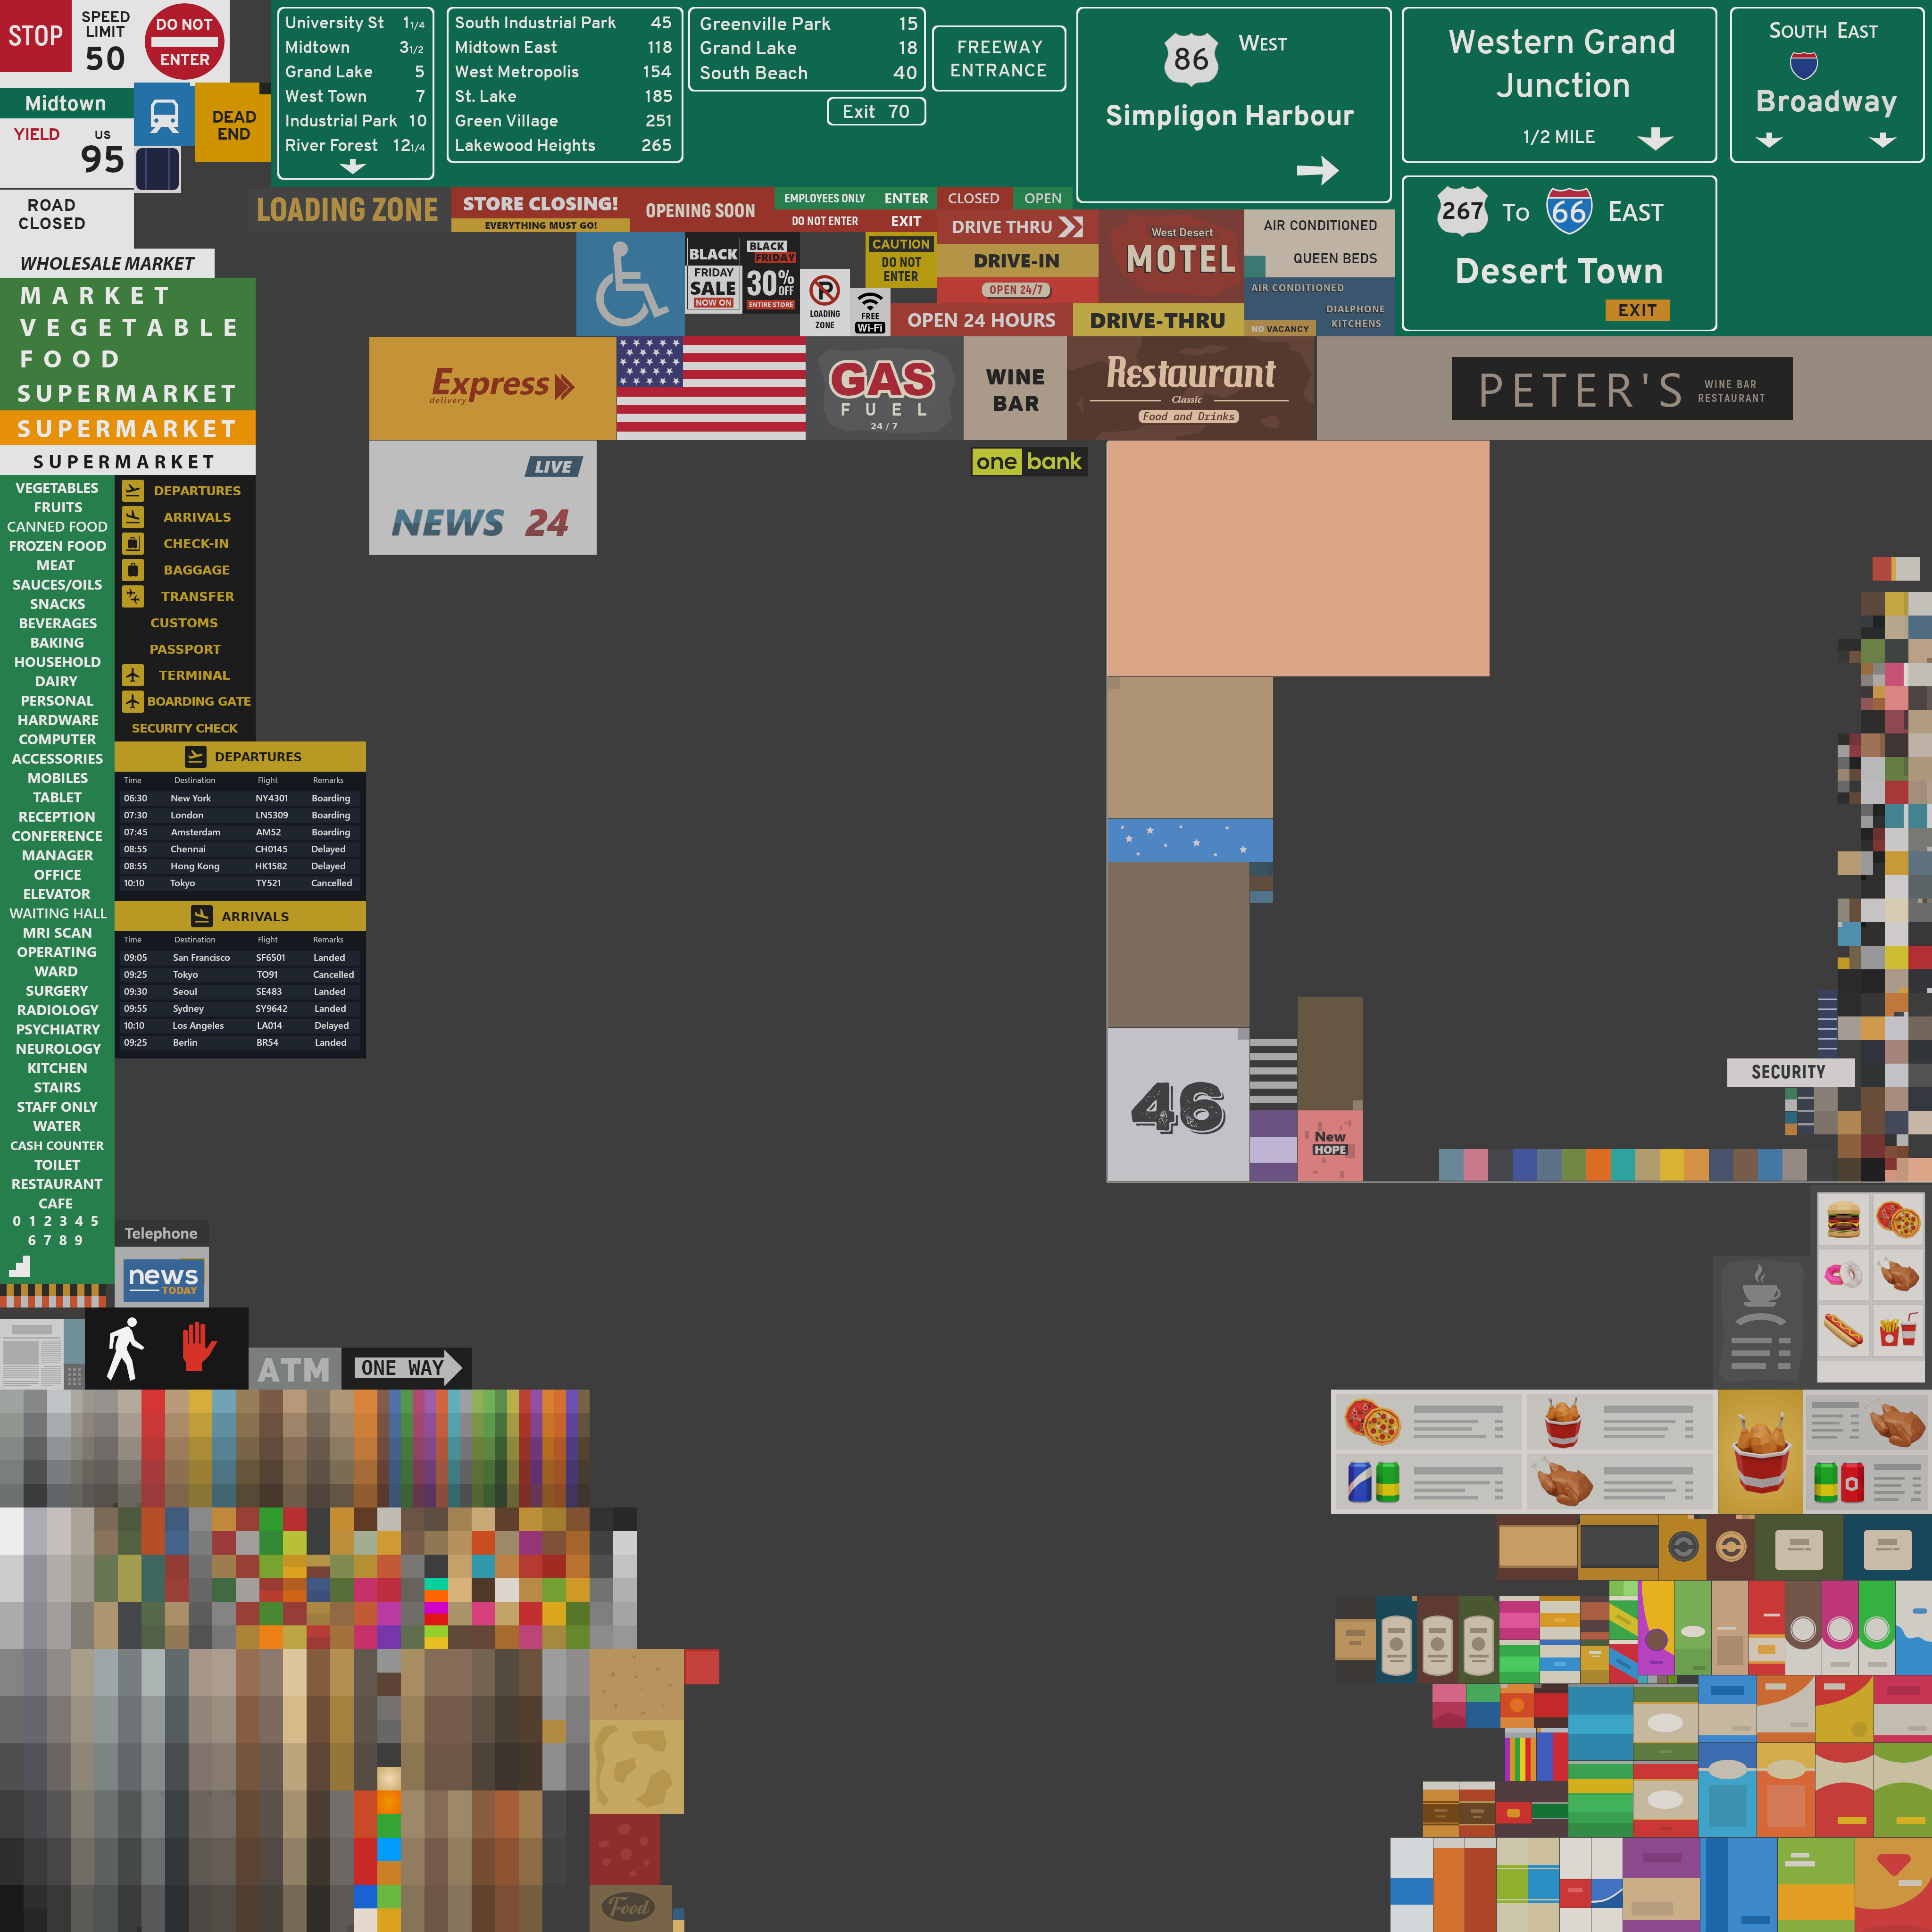 STOP
SPEED
LIMIT
50
DO NOT
ENTER
Midtown
YIELD
US
95
DEAD
END
ROAD
CLOSED
University St 1 1/4
Midtown 3 1/2
Grand Lake 5
West Town 7
Industrial Park 10
River Forest 12 1/4
South Industrial Park 45
Midtown East 118
West Metropolis 154
St. Lake 185
Green Village 251
Lakewood Heights 265
Greenville Park 15
Grand Lake 18
South Beach 40
Exit 70
FREEWAY
ENTRANCE
86 WEST
Simpligon Harbour
Western Grand
Junction
1/2 MILE
SOUTH EAST
Broadway
267 TO 66 EAST
Desert Town
EXIT
LOADING ZONE
STORE CLOSING!
EVERYTHING MUST GO!
OPENING SOON
EMPLOYEES ONLY
ENTER
DO NOT ENTER
EXIT
CLOSED
OPEN
DRIVE THRU
DRIVE-IN
OPEN 24/7
West Desert
MOTEL
AIR CONDITIONED
QUEEN BEDS
AIR CONDITIONED
DIALPHONE
KITCHENS
NO VACANCY
BLACK
FRIDAY
SALE
NOW ON
BLACK
FRIDAY
30%
OFF
ENTIRE STORE
CAUTION
DO NOT
ENTER
P
LOADING
ZONE
FREE
Wi-Fi
OPEN 24 HOURS
DRIVE-THRU
WHOLESALE MARKET
MARKET
VEGETABLE
FOOD
SUPERMARKET
SUPERMARKET
SUPERMARKET
Express
delivery
GAS
FUEL
24 / 7
WINE
BAR
Restaurant
Classic
Food and Drinks
PETER'S
WINE BAR
RESTAURANT
LIVE
NEWS 24
one bank
VEGETABLES
FRUITS
CANNED FOOD
FROZEN FOOD
MEAT
SAUCES/OILS
SNACKS
BEVERAGES
BAKING
HOUSEHOLD
DAIRY
PERSONAL
HARDWARE
COMPUTER
ACCESSORIES
MOBILES
TABLET
RECEPTION
CONFERENCE
MANAGER
OFFICE
ELEVATOR
WAITING HALL
MRI SCAN
OPERATING
WARD
SURGERY
RADIOLOGY
PSYCHIATRY
NEUROLOGY
KITCHEN
STAIRS
STAFF ONLY
WATER
CASH COUNTER
TOILET
RESTAURANT
CAFE
0 1 2 3 4 5
6 7 8 9
DEPARTURES
ARRIVALS
CHECK-IN
BAGGAGE
TRANSFER
CUSTOMS
PASSPORT
TERMINAL
BOARDING GATE
SECURITY CHECK
DEPARTURES
Time Destination Flight Remarks
06:30 New York NY4301 Boarding
07:30 London LN5309 Boarding
07:45 Amsterdam AM52 Boarding
08:55 Chennai CH0145 Delayed
08:55 Hong Kong HK1582 Delayed
10:10 Tokyo TY521 Cancelled
ARRIVALS
Time Destination Flight Remarks
09:05 San Francisco SF6501 Landed
09:25 Tokyo TO91 Cancelled
09:30 Seoul SE483 Landed
09:55 Sydney SY9642 Landed
10:10 Los Angeles LA014 Delayed
09:25 Berlin BR54 Landed
46
New
HOPE
SECURITY
Telephone
news
TODAY
ATM
ONE WAY
Food